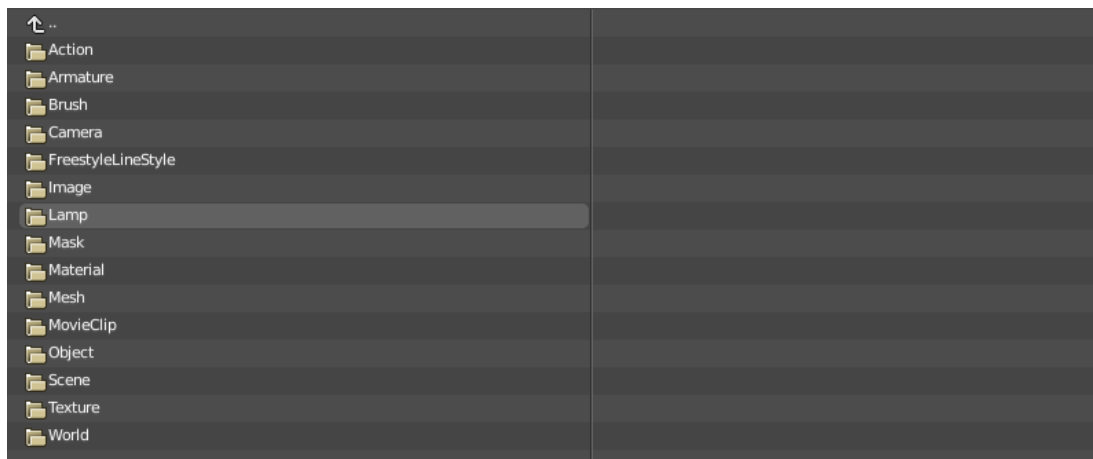 ..
Action
Armature
Brush
Camera
FreestyleLineStyle
Image
Lamp
Mask
Material
Mesh
MovieClip
Object
Scene
Texture
World